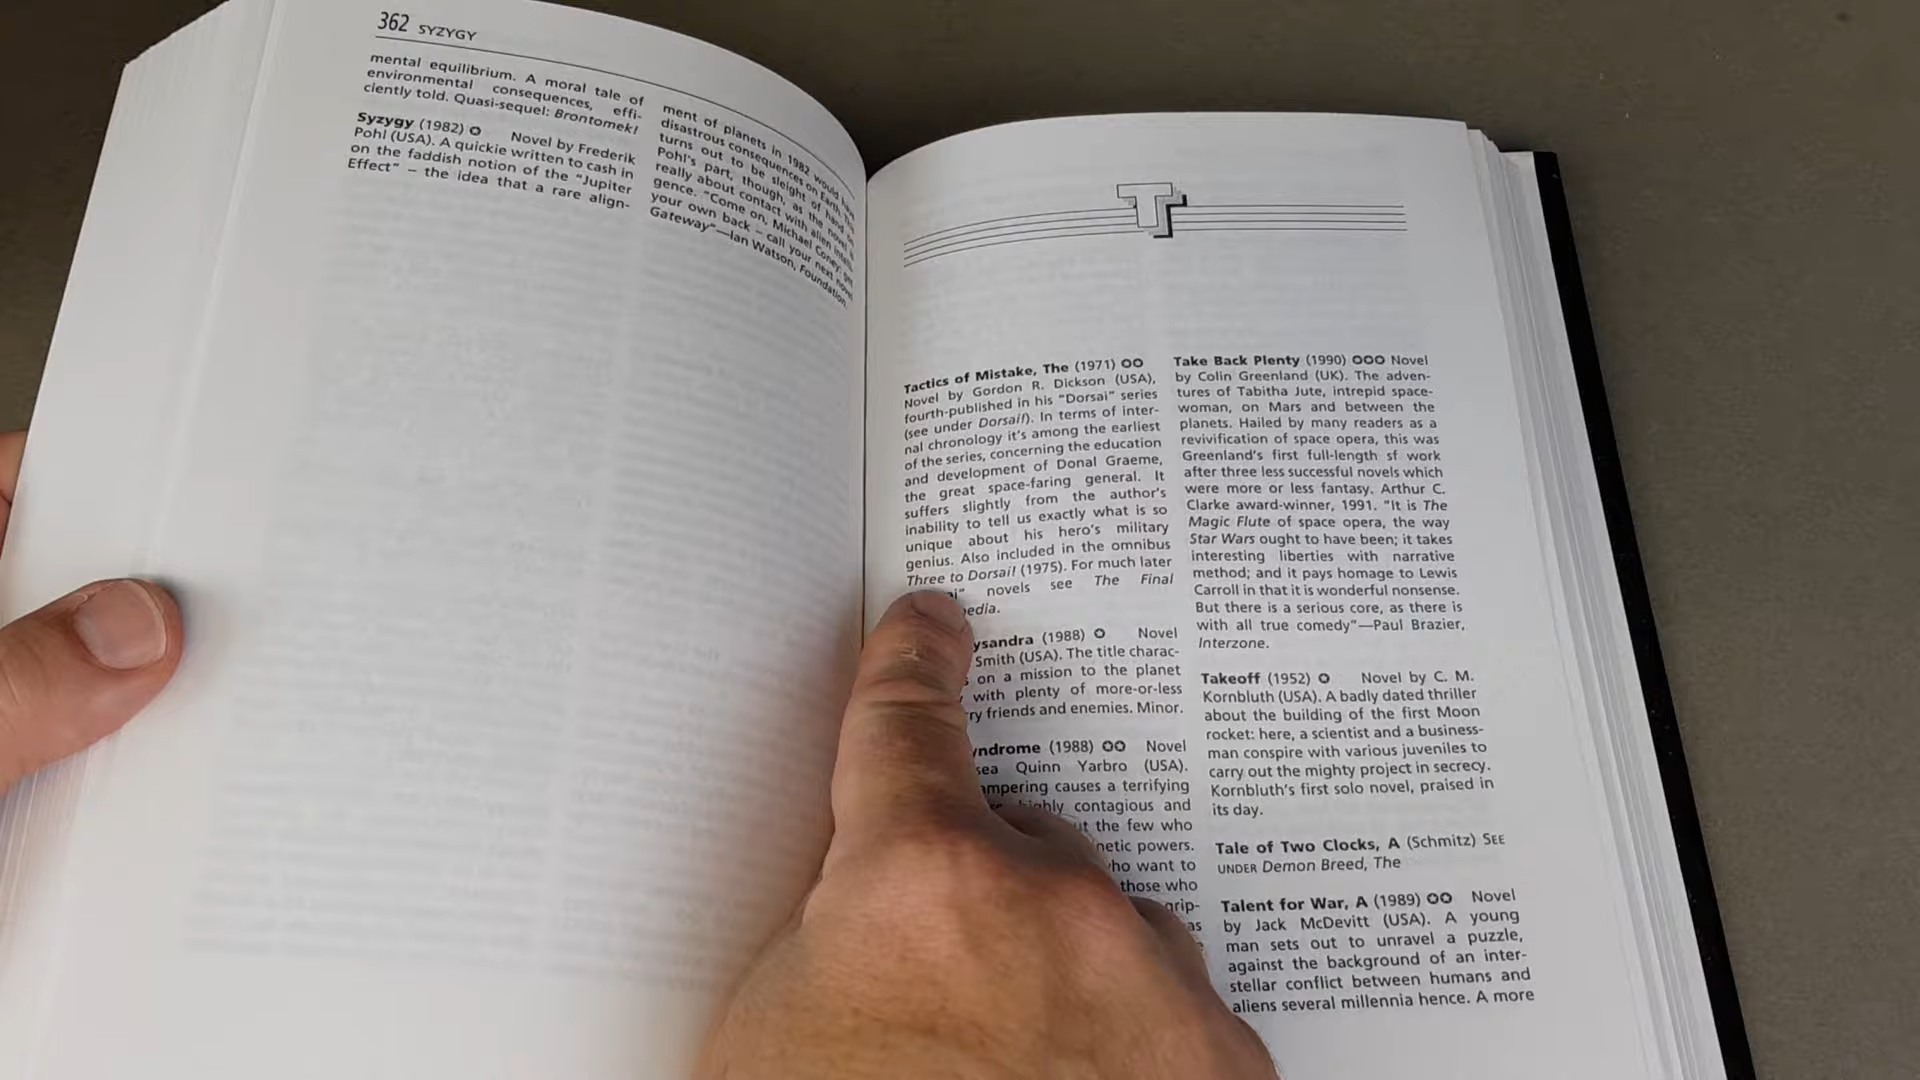 362 SYZYGY
mental equilibrium. A moral tale of
environmental consequences, effi-
ciently told. Quasi-sequel: Brontomek!
Syzygy (1982) ✪ Novel by Frederik
Pohl (USA). A quickie written to cash in
on the faddish notion of the "Jupiter
Effect" – the idea that a rare align-
ment of planets in 1982 would have
disastrous consequences on Earth. This
turns out to be sleight of hand on
Pohl's part, though, as the novel is
really about contact with alien intelli-
gence. "Come on, Michael Coney: get
your own back – call your next novel
Gateway"—Ian Watson, Foundation.
T
Tactics of Mistake, The (1971) ✪✪
Novel by Gordon R. Dickson (USA),
fourth-published in his "Dorsai" series
(see under Dorsai!). In terms of inter-
nal chronology it's among the earliest
of the series, concerning the education
and development of Donal Graeme,
the great space-faring general. It
suffers slightly from the author's
inability to tell us exactly what is so
unique about his hero's military
genius. Also included in the omnibus
Three to Dorsai! (1975). For much later
novels see The Final
ysandra (1988) ✪ Novel
Smith (USA). The title charac-
on a mission to the planet
with plenty of more-or-less
friends and enemies. Minor.
yndrome (1988) ✪✪ Novel
Quinn Yarbro (USA).
ampering causes a terrifying
highly contagious and
the few who
netic powers.
who want to
those who
grip-
as
Take Back Plenty (1990) ✪✪✪ Novel
by Colin Greenland (UK). The adven-
tures of Tabitha Jute, intrepid space-
woman, on Mars and between the
planets. Hailed by many readers as a
revivification of space opera, this was
Greenland's first full-length sf work
after three less successful novels which
were more or less fantasy. Arthur C.
Clarke award-winner, 1991. "It is The
Magic Flute of space opera, the way
Star Wars ought to have been; it takes
interesting liberties with narrative
method; and it pays homage to Lewis
Carroll in that it is wonderful nonsense.
But there is a serious core, as there is
with all true comedy"—Paul Brazier,
Interzone.
Takeoff (1952) ✪ Novel by C. M.
Kornbluth (USA). A badly dated thriller
about the building of the first Moon
rocket: here, a scientist and a business-
man conspire with various juveniles to
carry out the mighty project in secrecy.
Kornbluth's first solo novel, praised in
its day.
Tale of Two Clocks, A (Schmitz) SEE
UNDER Demon Breed, The
Talent for War, A (1989) ✪✪ Novel
by Jack McDevitt (USA). A young
man sets out to unravel a puzzle,
against the background of an inter-
stellar conflict between humans and
aliens several millennia hence. A more